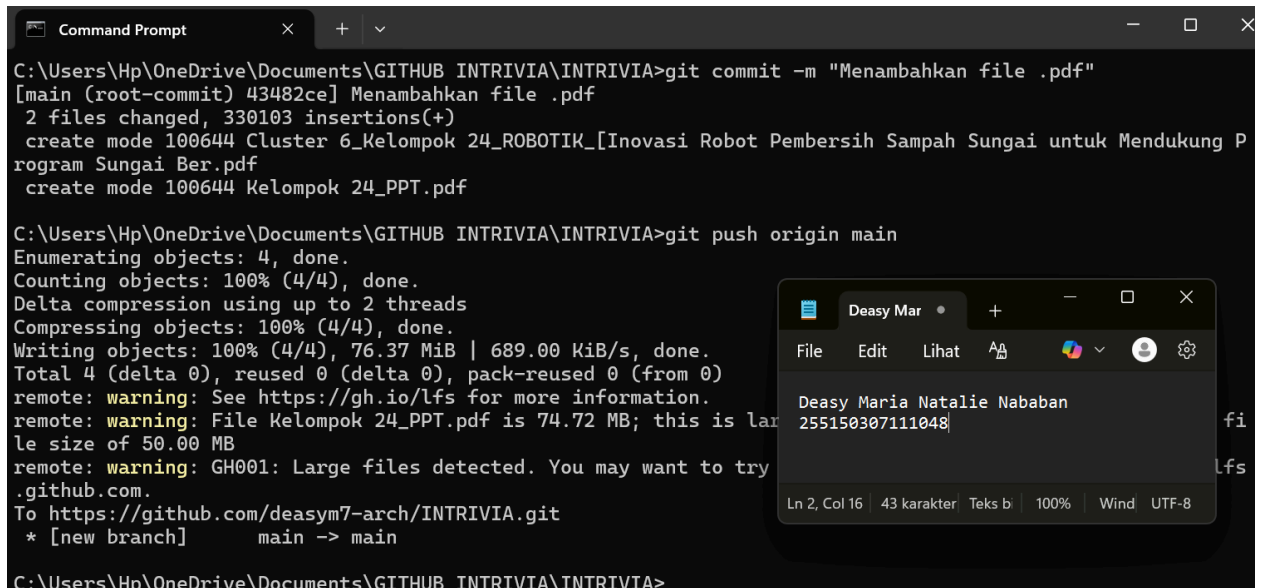 Command Prompt
C:\Users\Hp\OneDrive\Documents\GITHUB INTRIVIA\INTRIVIA>git commit -m "Menambahkan file .pdf"
[main (root-commit) 43482ce] Menambahkan file .pdf
 2 files changed, 330103 insertions(+)
 create mode 100644 Cluster 6_Kelompok 24_ROBOTIK_[Inovasi Robot Pembersih Sampah Sungai untuk Mendukung P
rogram Sungai Ber.pdf
 create mode 100644 Kelompok 24_PPT.pdf
C:\Users\Hp\OneDrive\Documents\GITHUB INTRIVIA\INTRIVIA>git push origin main
Enumerating objects: 4, done.
Counting objects: 100% (4/4), done.
Delta compression using up to 2 threads
Compressing objects: 100% (4/4), done.
Writing objects: 100% (4/4), 76.37 MiB | 689.00 KiB/s, done.
Total 4 (delta 0), reused 0 (delta 0), pack-reused 0 (from 0)
remote: warning: See https://gh.io/lfs for more information.
remote: warning: File Kelompok 24_PPT.pdf is 74.72 MB; this is lar fi
le size of 50.00 MB
remote: warning: GH001: Large files detected. You may want to try lfs
.github.com.
To https://github.com/deasym7-arch/INTRIVIA.git
 * [new branch]      main -> main
C:\Users\Hp\OneDrive\Documents\GITHUB INTRIVIA\INTRIVIA>
Deasy Mar
File Edit Lihat
Deasy Maria Natalie Nababan
255150307111048
Ln 2, Col 16 43 karakter Teks bi 100% Wind UTF-8